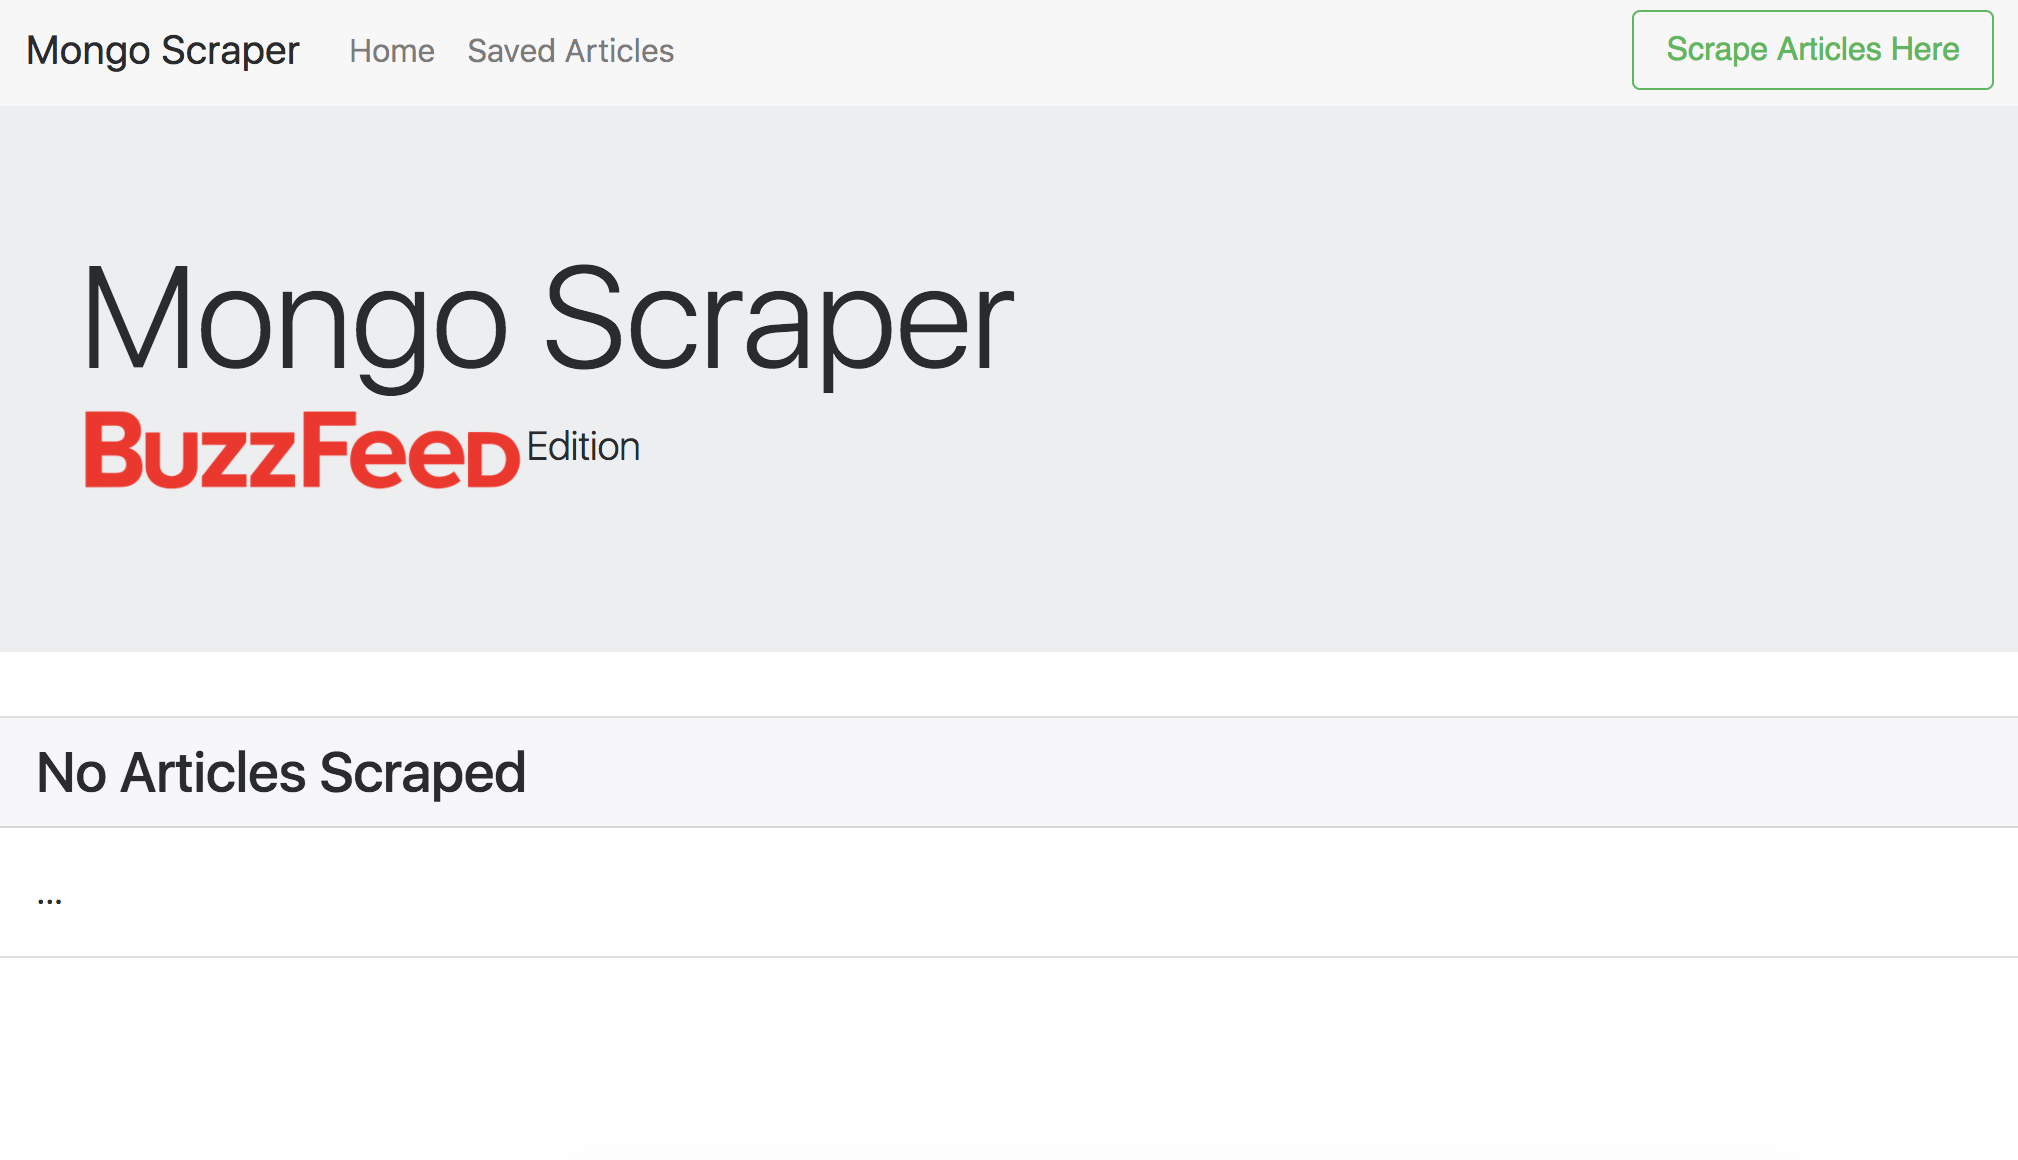 Mongo Scraper Home Saved Articles Scrape Articles Here
Mongo Scraper
BuzzFeed Edition
No Articles Scraped
...